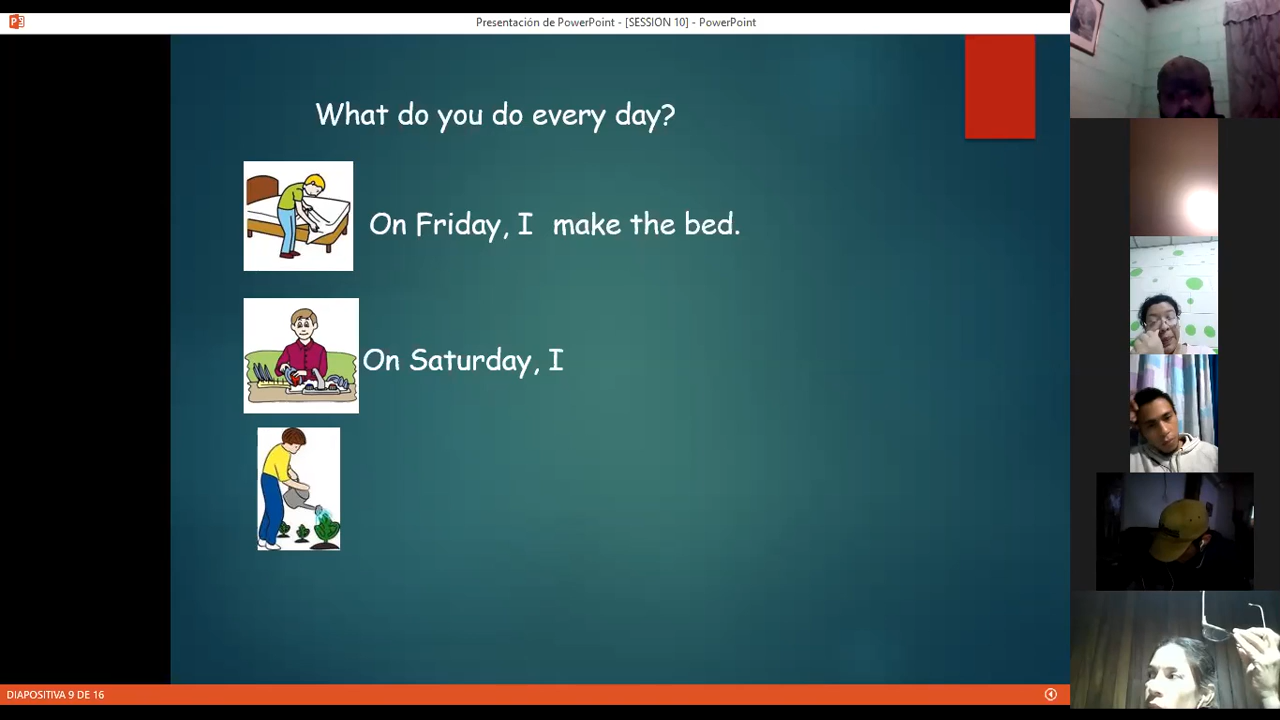 Presentación de PowerPoint - [SESSION 10] - PowerPoint
What do you do every day?
On Friday, I make the bed.
On Saturday, I
DIAPOSITIVA 9 DE 16